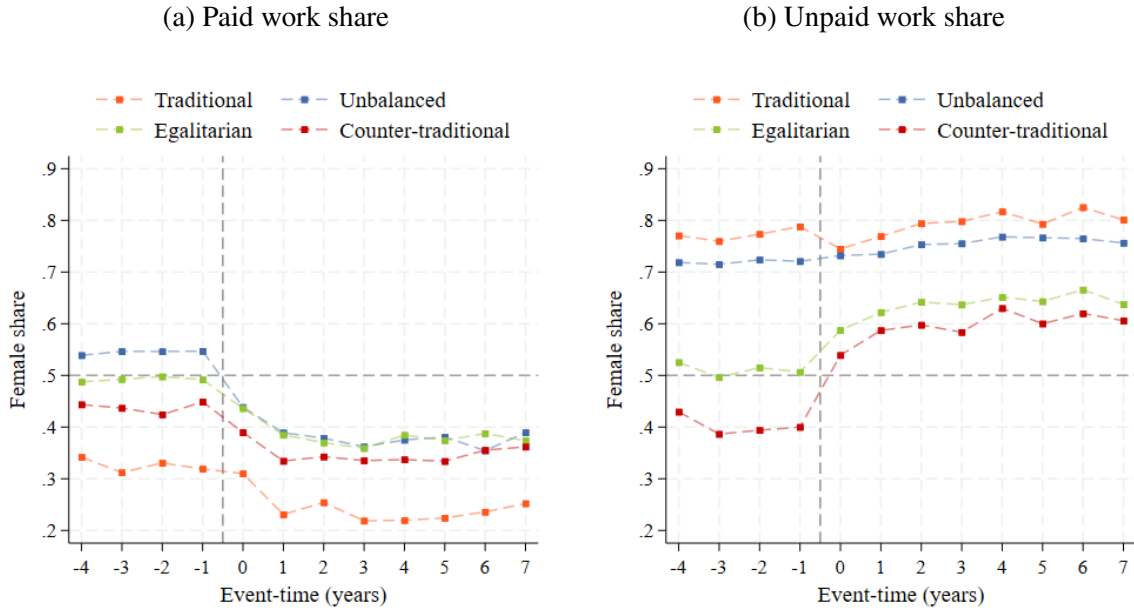 (a) Paid work share
Traditional Unbalanced
Egalitarian Counter-traditional
.9
.8
.7
.6
.5
.4
.3
.2
Female share
-4 -3 -2 -1 0 1 2 3 4 5 6 7
Event-time (years)
(b) Unpaid work share
Traditional Unbalanced
Egalitarian Counter-traditional
.9
.8
.7
.6
.5
.4
.3
.2
Female share
-4 -3 -2 -1 0 1 2 3 4 5 6 7
Event-time (years)